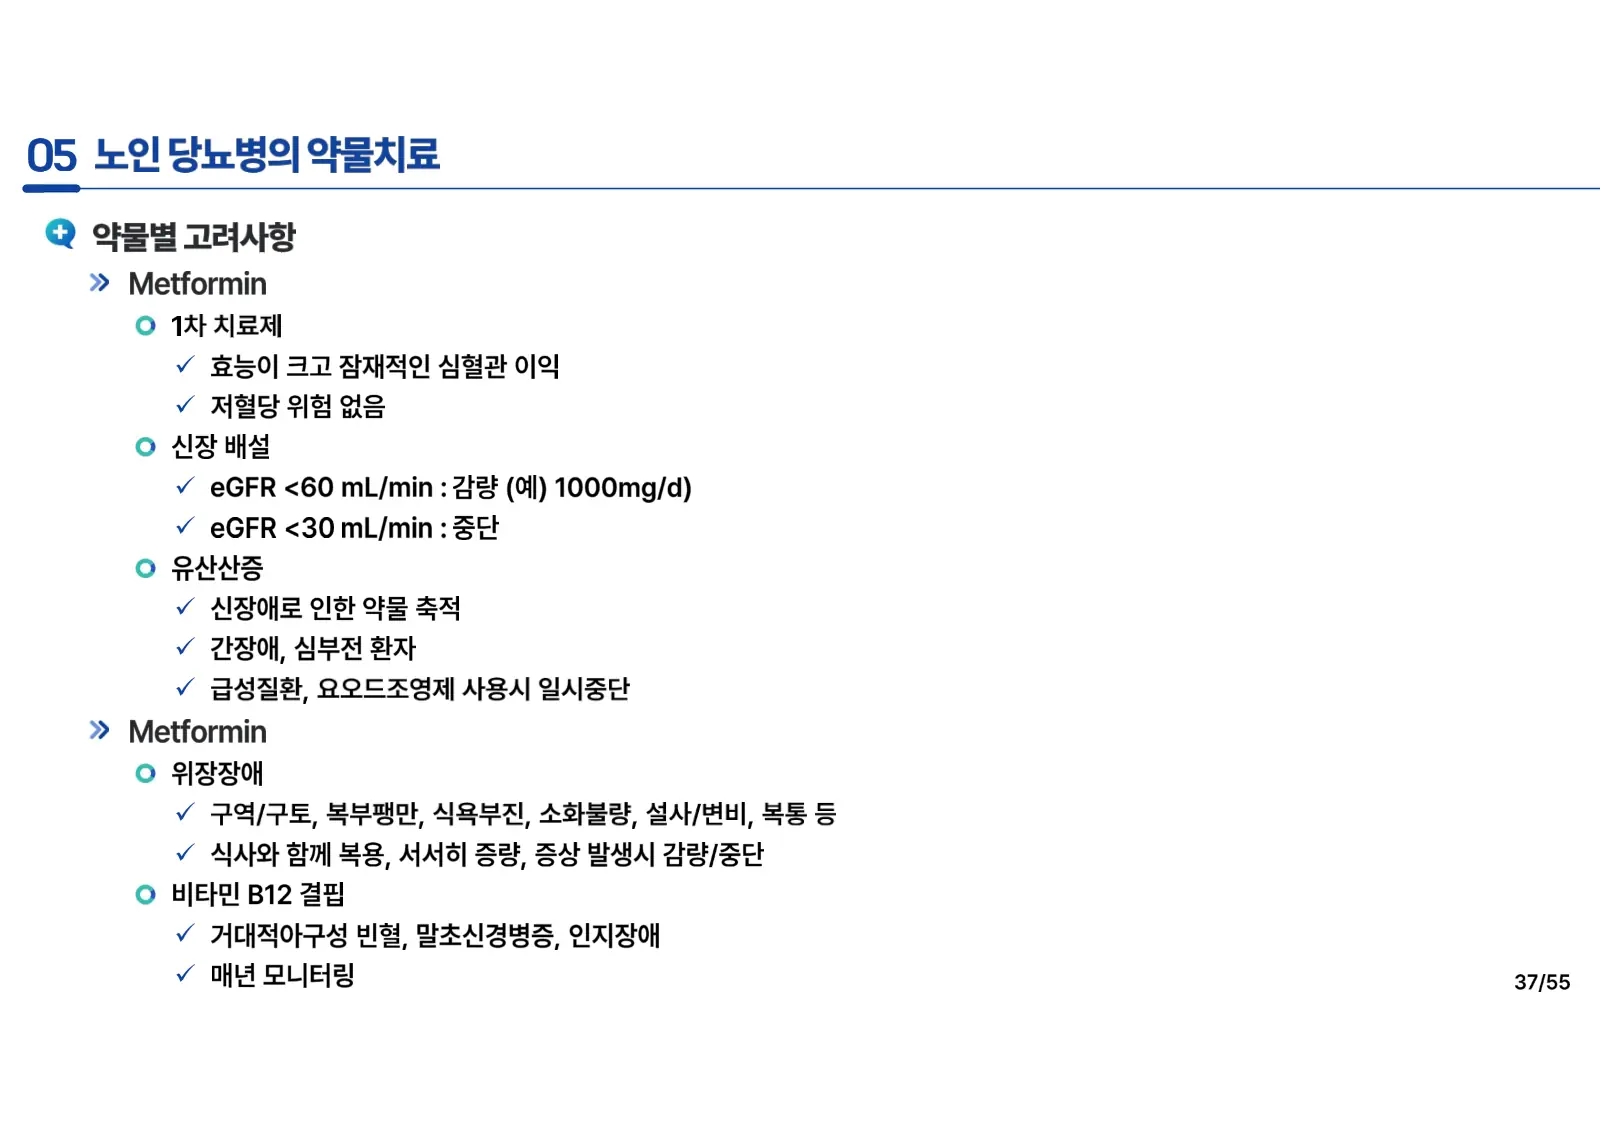 05 노인 당뇨병의 약물치료
약물별 고려사항
Metformin
1차 치료제
효능이 크고 잠재적인 심혈관 이익
저혈당 위험 없음
신장 배설
eGFR <60 mL/min : 감량 (예) 1000mg/d)
eGFR <30 mL/min : 중단
유산산증
신장애로 인한 약물 축적
간장애, 심부전 환자
급성질환, 요오드조영제 사용시 일시중단
Metformin
위장장애
구역/구토, 복부팽만, 식욕부진, 소화불량, 설사/변비, 복통 등
식사와 함께 복용, 서서히 증량, 증상 발생시 감량/중단
비타민 B12 결핍
거대적아구성 빈혈, 말초신경병증, 인지장애
매년 모니터링
37/55